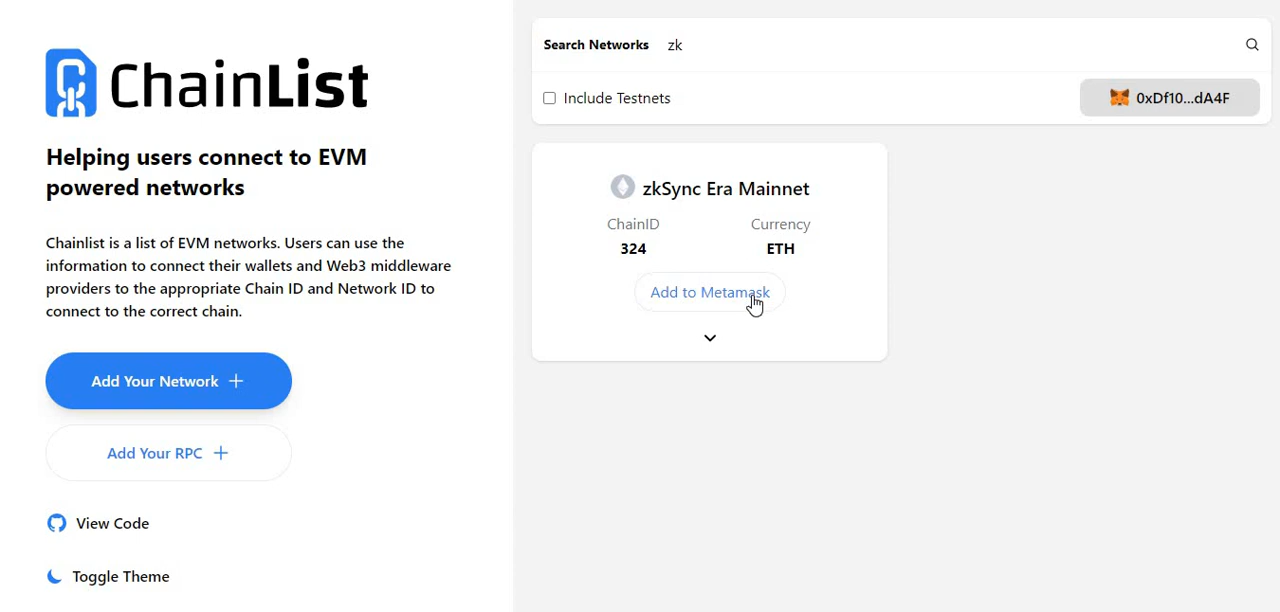 ChainList
Helping users connect to EVM
powered networks
Chainlist is a list of EVM networks. Users can use the
information to connect their wallets and Web3 middleware
providers to the appropriate Chain ID and Network ID to
connect to the correct chain.
Add Your Network
Add Your RPC
View Code
Toggle Theme
Search Networks zk
Include Testnets
0xDf10...dA4F
zkSync Era Mainnet
ChainID Currency
324 ETH
Add to Metamask